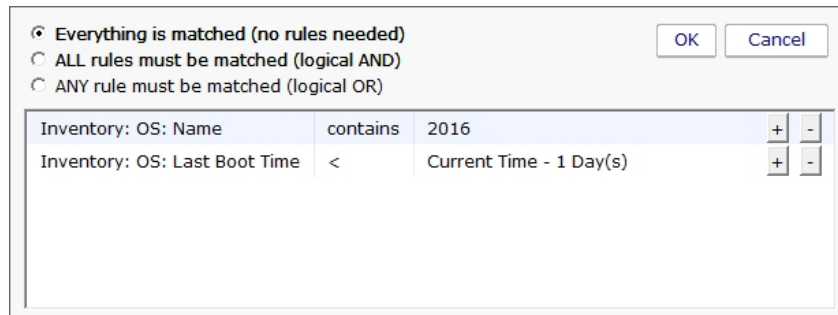 Everything is matched (no rules needed)
OK Cancel
ALL rules must be matched (logical AND)
ANY rule must be matched (logical OR)
Inventory: OS: Name contains 2016 + -
Inventory: OS: Last Boot Time < Current Time - 1 Day(s) + -